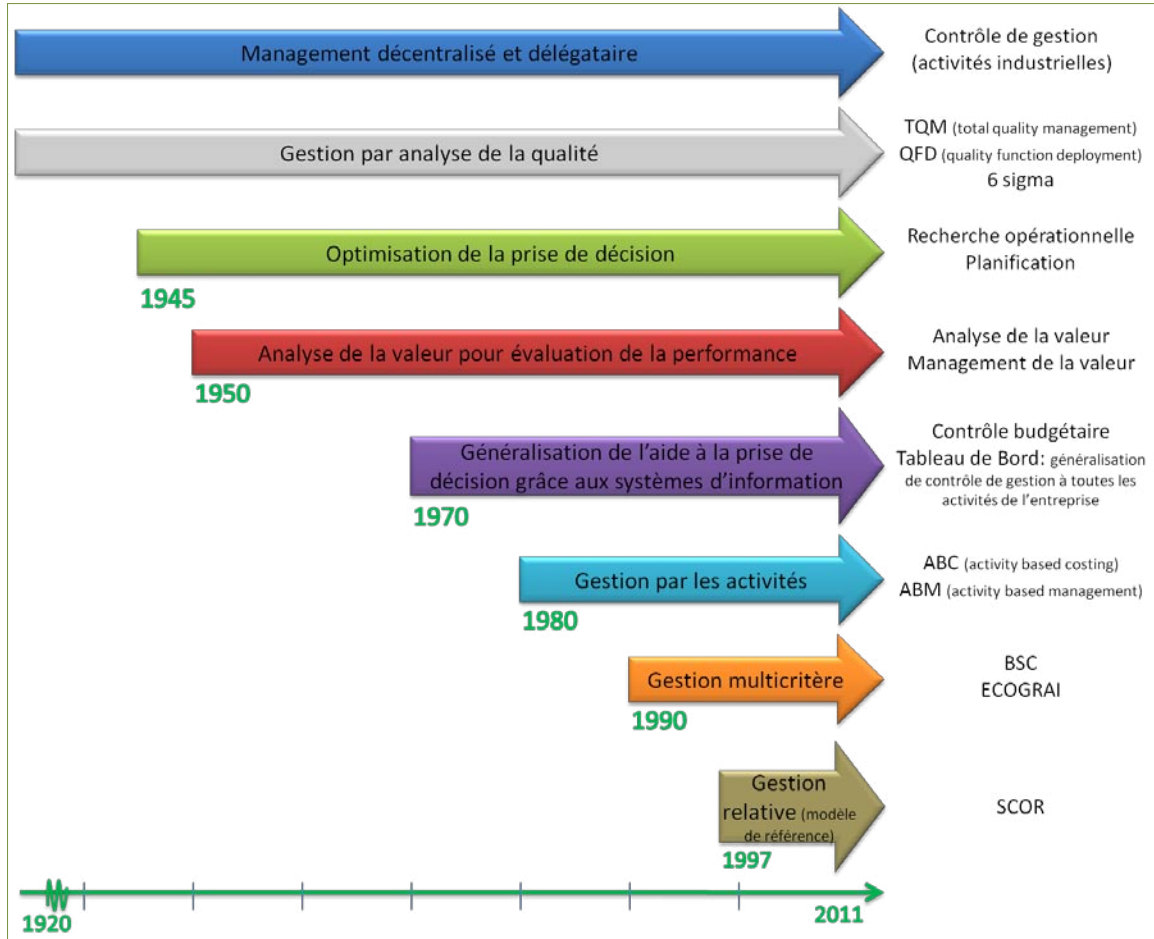 Management décentralisé et délégataire
Contrôle de gestion
(activités industrielles)
Gestion par analyse de la qualité
TQM (total quality management)
QFD (quality function deployment)
6 sigma
Optimisation de la prise de décision
Recherche opérationnelle
Planification
1945
Analyse de la valeur pour évaluation de la performance
Analyse de la valeur
Management de la valeur
1950
Généralisation de l'aide à la prise de
décision grâce aux systèmes d'information
Contrôle budgétaire
Tableau de Bord: généralisation
de contrôle de gestion à toutes les
activités de l'entreprise
1970
Gestion par les activités
ABC (activity based costing)
ABM (activity based management)
1980
Gestion multicritère
BSC
ECOGRAI
1990
Gestion
relative (modèle
de référence)
SCOR
1997
1920
2011